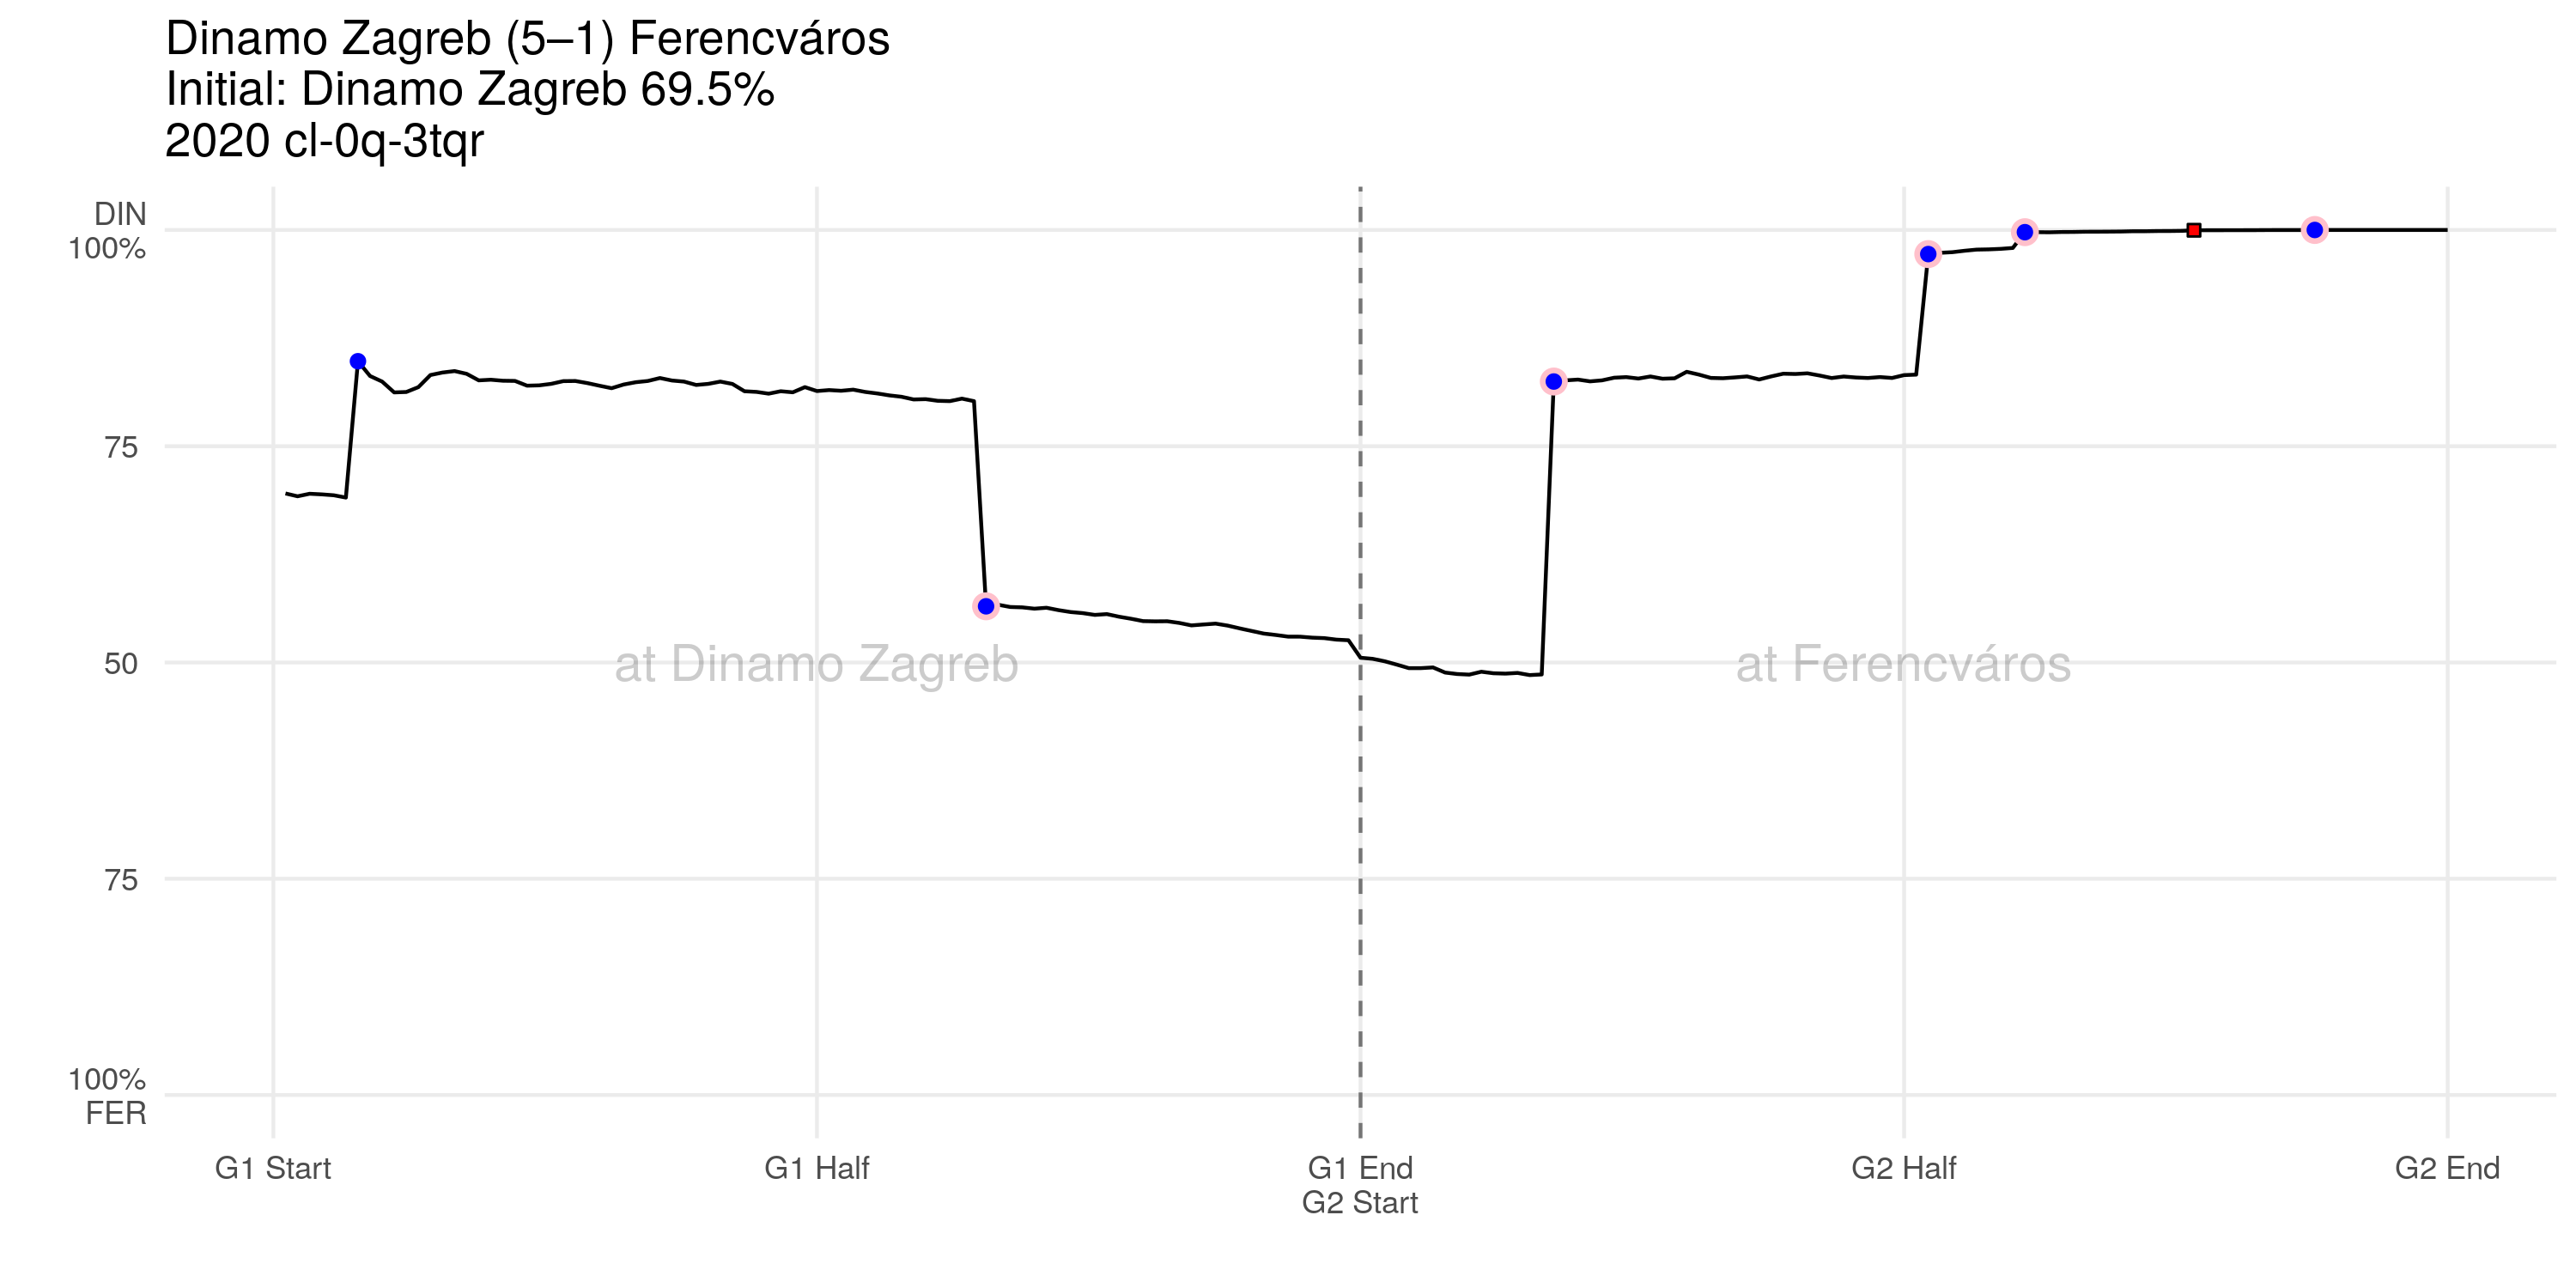 Dinamo Zagreb (5–1) Ferencváros
Initial: Dinamo Zagreb 69.5%
2020 cl-0q-3tqr
DIN
100%
75
50
75
100%
FER
at Dinamo Zagreb
at Ferencváros
G1 Start
G1 Half
G1 End
G2 Start
G2 Half
G2 End